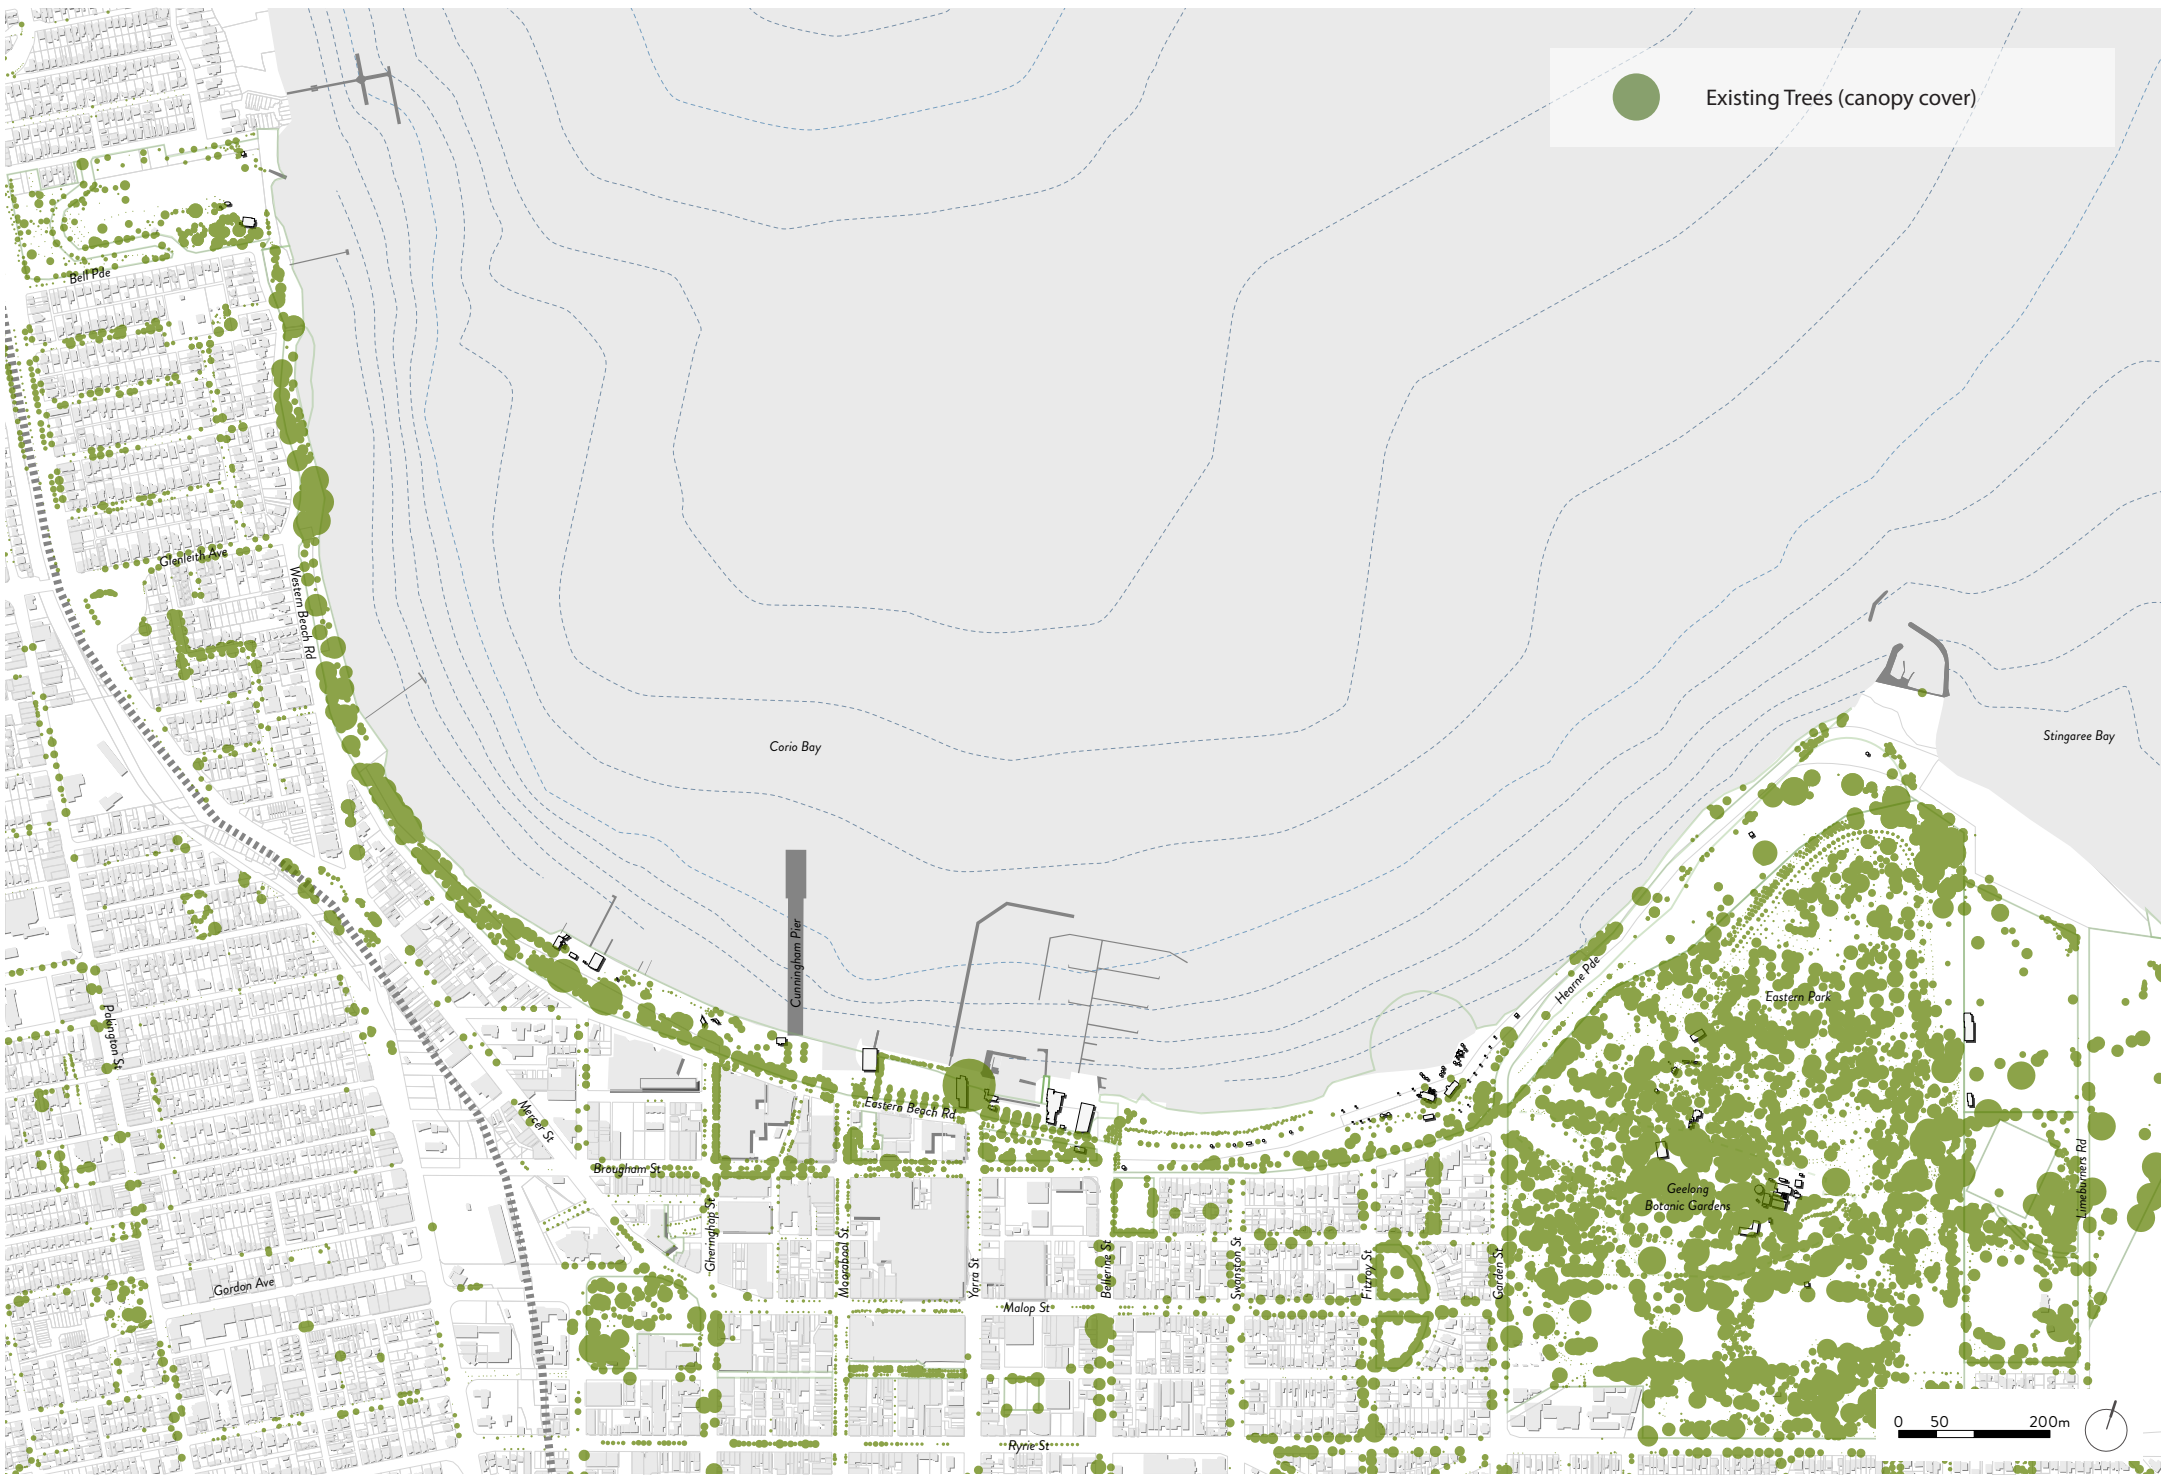 Existing Trees (canopy cover)
Bell Pde
Glenleith Ave
Western Beach Rd
Corio Bay
Stingaree Bay
Cunningham Pier
Hearne Pde
Eastern Park
Pakington St
Mercer St
Eastern Beach Rd
Brougham St
Geelong
Botanic Gardens
Limeburners Rd
Gheringhap St
Moorabool St
Yarra St
Bellerine St
Swanston St
Fitzroy St
Garden St
Gordon Ave
Malop St
Ryrie St
0 50 200m